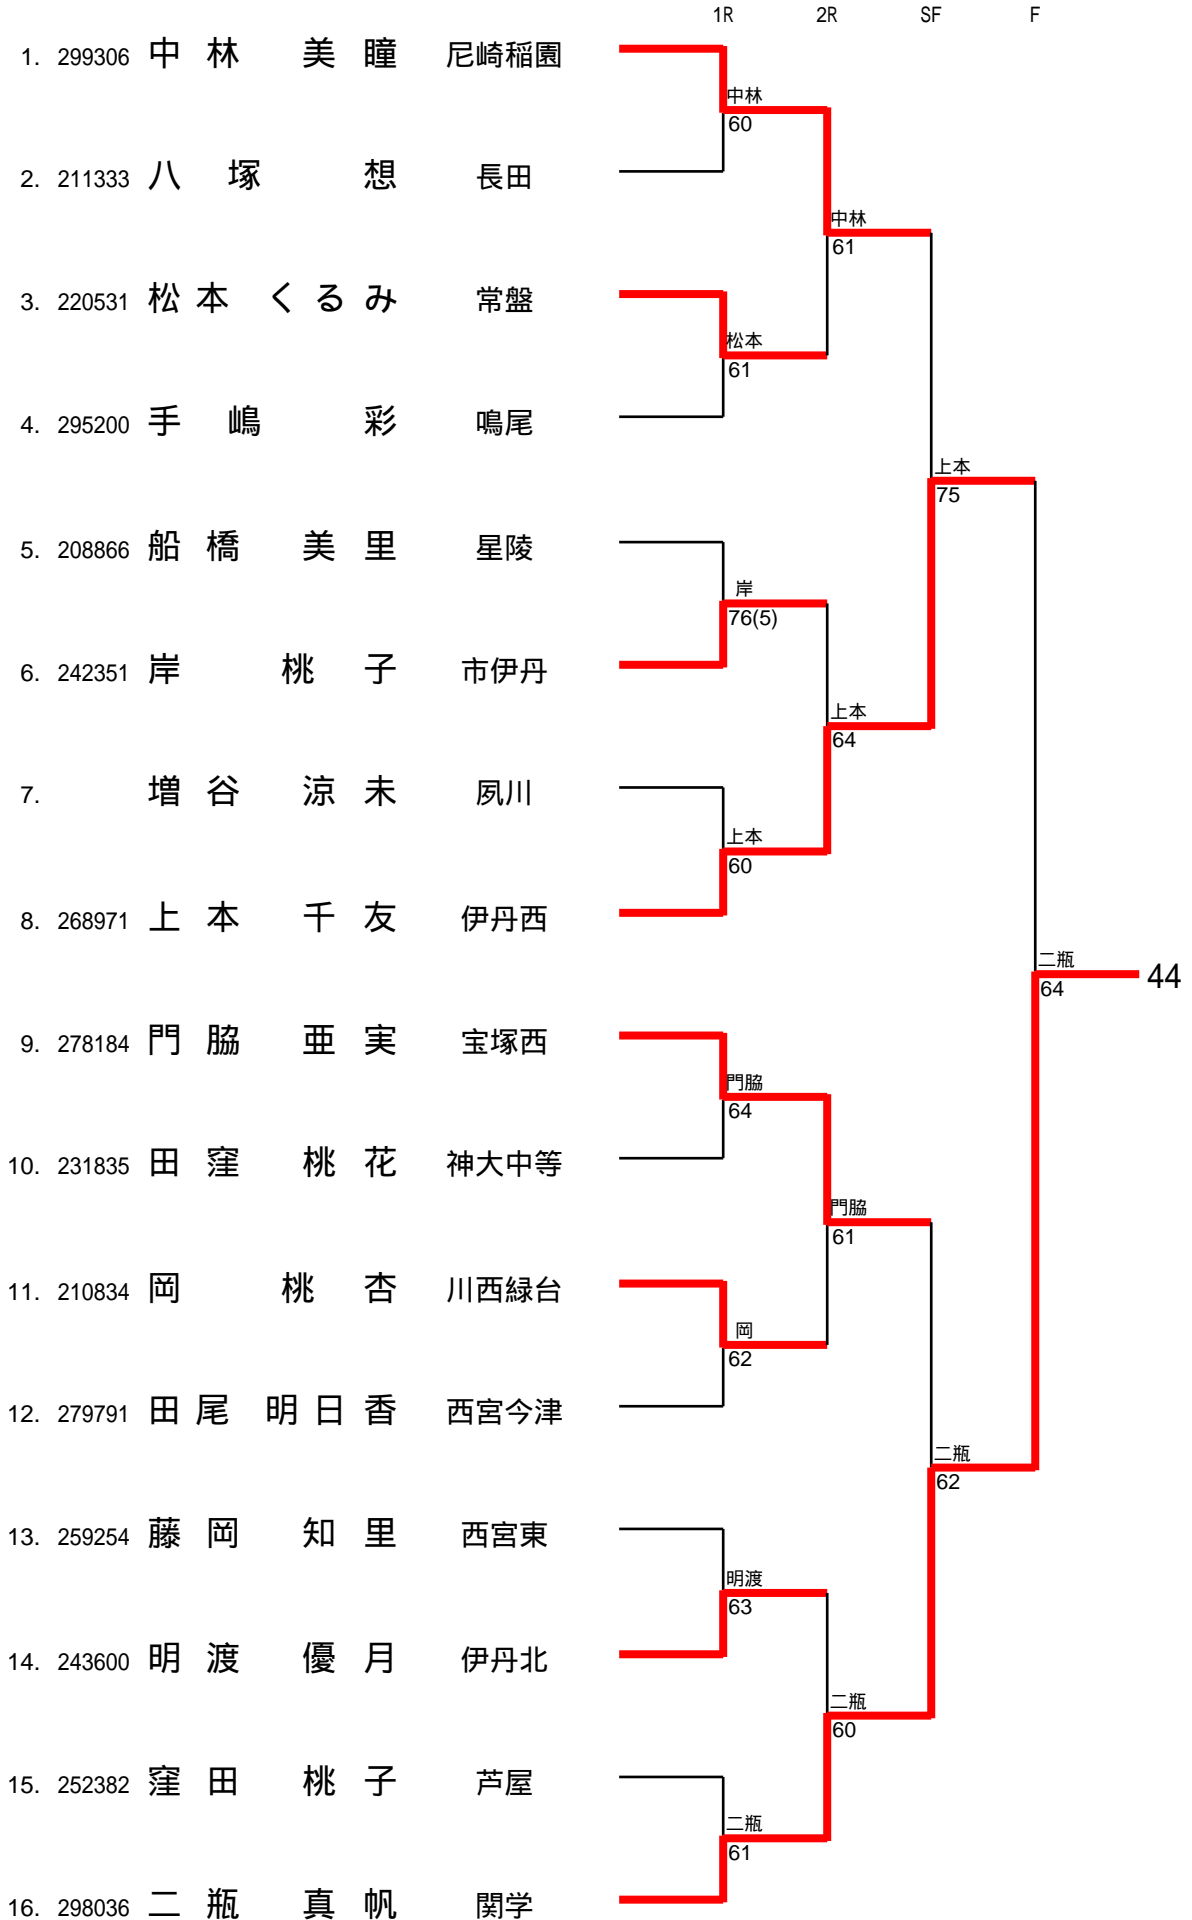 1R 2R SF F
1. 299306 中林 美瞳 尼崎稲園
中林
60
2. 211333 八塚 想 長田
中林
61
3. 220531 松本 くるみ 常盤
松本
61
4. 295200 手嶋 彩 鳴尾
上本
75
5. 208866 船橋 美里 星陵
岸
76(5)
6. 242351 岸 桃子 市伊丹
上本
64
7. 増谷 涼未 夙川
上本
60
8. 268971 上本 千友 伊丹西
二瓶
64
44
9. 278184 門脇 亜実 宝塚西
門脇
64
10. 231835 田窪 桃花 神大中等
門脇
61
11. 210834 岡 桃杏 川西緑台
岡
62
12. 279791 田尾 明日香 西宮今津
二瓶
62
13. 259254 藤岡 知里 西宮東
明渡
63
14. 243600 明渡 優月 伊丹北
二瓶
60
15. 252382 窪田 桃子 芦屋
二瓶
61
16. 298036 二瓶 真帆 関学